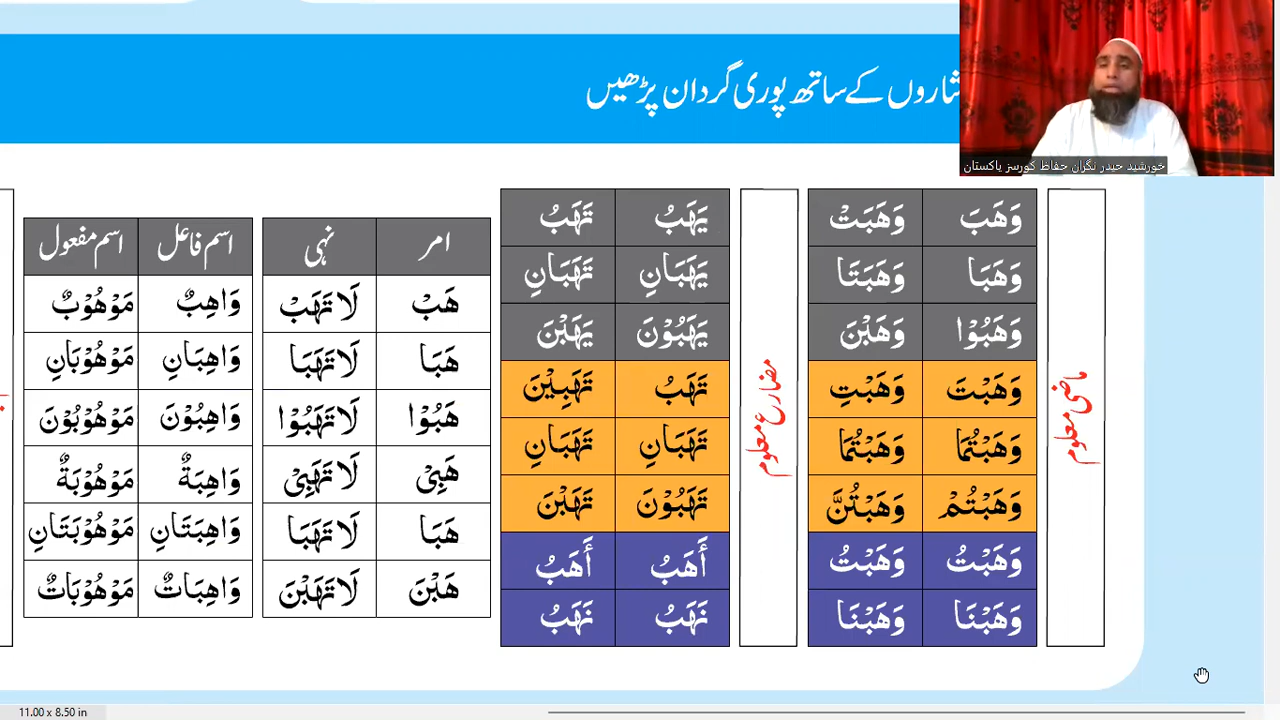 شاروں کے ساتھ پوری گردان پڑھیں
خورشید حیدر نگران حفاظ کورسز پاکستان
ماضی معلوم
وَهَبَ وَهَبَتْ
وَهَبَا وَهَبَتَا
وَهَبُوْا وَهَبْنَ
وَهَبْتَ وَهَبْتِ
وَهَبْتُمَا وَهَبْتُمَا
وَهَبْتُمْ وَهَبْتُنَّ
وَهَبْتُ وَهَبْتُ
وَهَبْنَا وَهَبْنَا
مضارع معلوم
يَهَبُ تَهَبُ
يَهَبَانِ تَهَبَانِ
يَهَبُوْنَ يَهَبْنَ
تَهَبُ تَهَبِيْنَ
تَهَبَانِ تَهَبَانِ
تَهَبُوْنَ تَهَبْنَ
أَهَبُ أَهَبُ
نَهَبُ نَهَبُ
امر نہی
هَبْ لَا تَهَبْ
هَبَا لَا تَهَبَا
هَبُوْا لَا تَهَبُوْا
هَبِىْ لَا تَهَبِىْ
هَبَا لَا تَهَبَا
هَبْنَ لَا تَهَبْنَ
اسم فاعل اسم مفعول
وَاهِبٌ مَوْهُوْبٌ
وَاهِبَانِ مَوْهُوْبَانِ
وَاهِبُوْنَ مَوْهُوْبُوْنَ
وَاهِبَةٌ مَوْهُوْبَةٌ
وَاهِبَتَانِ مَوْهُوْبَتَانِ
وَاهِبَاتٌ مَوْهُوْبَاتٌ
11.00 x 8.50 in